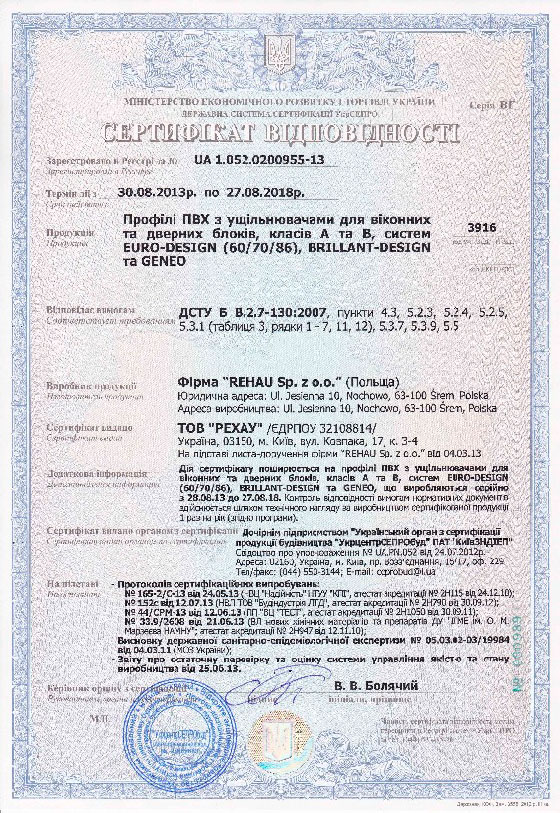 МІНІСТЕРСТВО ЕКОНОМІЧНОГО РОЗВИТКУ І ТОРГІВЛІ УКРАЇНИ
Серія ВГ
ДЕРЖАВНА СИСТЕМА СЕРТИФІКАЦІЇ УкрСЕПРО
СЕРТИФІКАТ ВІДПОВІДНОСТІ
Зареєстровано в Реєстрі за № UA 1.052.0200955-13
Зарегистрирован в Реестре
Термін дії з 30.08.2013р. по 27.08.2018р.
Срок действия с
Продукція Профілі ПВХ з ущільнювачами для віконних
Продукция та дверних блоків, класів А та В, систем 3916
EURO-DESIGN (60/70/86), BRILLANT-DESIGN
та GENEO
Відповідає вимогам ДСТУ Б В.2.7-130:2007, пункти 4.3, 5.2.3, 5.2.4, 5.2.5,
Соответствует требованиям 5.3.1 (таблиця 3, рядки 1 - 7, 11, 12), 5.3.7, 5.3.9, 5.5
Виробник продукції Фірма "REHAU Sp. z o.o." (Польща)
Изготовитель продукции Юридична адреса: Ul. Jesienna 10, Nochowo, 63-100 Śrem, Polska
Адреса виробництва: Ul. Jesienna 10, Nochowo, 63-100 Śrem, Polska
Сертифікат видано ТОВ "РЕХАУ" /ЄДРПОУ 32108814/
Сертификат выдан Україна, 03150, м. Київ, вул. Ковпака, 17, к. 3-4
На підставі листа-доручення фірми "REHAU Sp. z o.o." від 04.03.13
Додаткова інформація Дія сертифікату поширюється на профілі ПВХ з ущільнювачами для
Дополнительная информация віконних та дверних блоків, класів А та В, систем EURO-DESIGN
(60/70/86), BRILLANT-DESIGN та GENEO, що виробляються серійно
з 28.08.13 до 27.08.18. Контроль відповідності вимогам нормативних документів
здійснюється шляхом технічного нагляду за виробництвом сертифікованої продукції
1 раз на рік (згідно програми).
Сертифікат видано органом з сертифікації Дочірнім підприємством "Український орган з сертифікації
продукції будівництва "Укрцентрсепробуд" ПАТ "КиївЗНДІЕП"
Свідоцтво про уповноваження № UA.PN.052 від 24.07.2012р.
Адреса: 02160, Україна, м. Київ, пр. Возз'єднання, 15/17, оф. 229
Тел/факс: (044) 550-3144; E-mail: ccprobud@i.ua
На підставі - Протоколів сертифікаційних випробувань:
№ 165-2/С-13 від 24.05.13 (-ВЦ "Надійність" НТУУ "КПІ", атестат акредитації № 2Н115 від 24.12.10);
№ 152с від 12.07.13 (НВЛ ТОВ "Будіндустрія ЛТД", атестат акредитації № 2Н790 від 30.09.12);
№ 44/СРМ-13 від 12.06.13 (ПП "ВЦ "ТЕСТ", атестат акредитації № 2Н1050 від 30.09.11);
№ 33.9/2608 від 21.06.13 (ВЛ нових хімічних матеріалів та препаратів ДУ "ІГМЕ ім. О. М.
Марзєєва НАМНУ" атестат акредитації № 2Н947 від 12.11.10);
Висновку державної санітарно-епідеміологічної експертизи № 05.03.02-03/19984
від 04.03.11 (МОЗ України);
- Звіту про остаточну перевірку та оцінку системи управління якістю та стану
виробництва від 25.06.13.
Керівник органу з сертифікації В. В. Болячий
М.П.
підпис
ініціали, прізвище